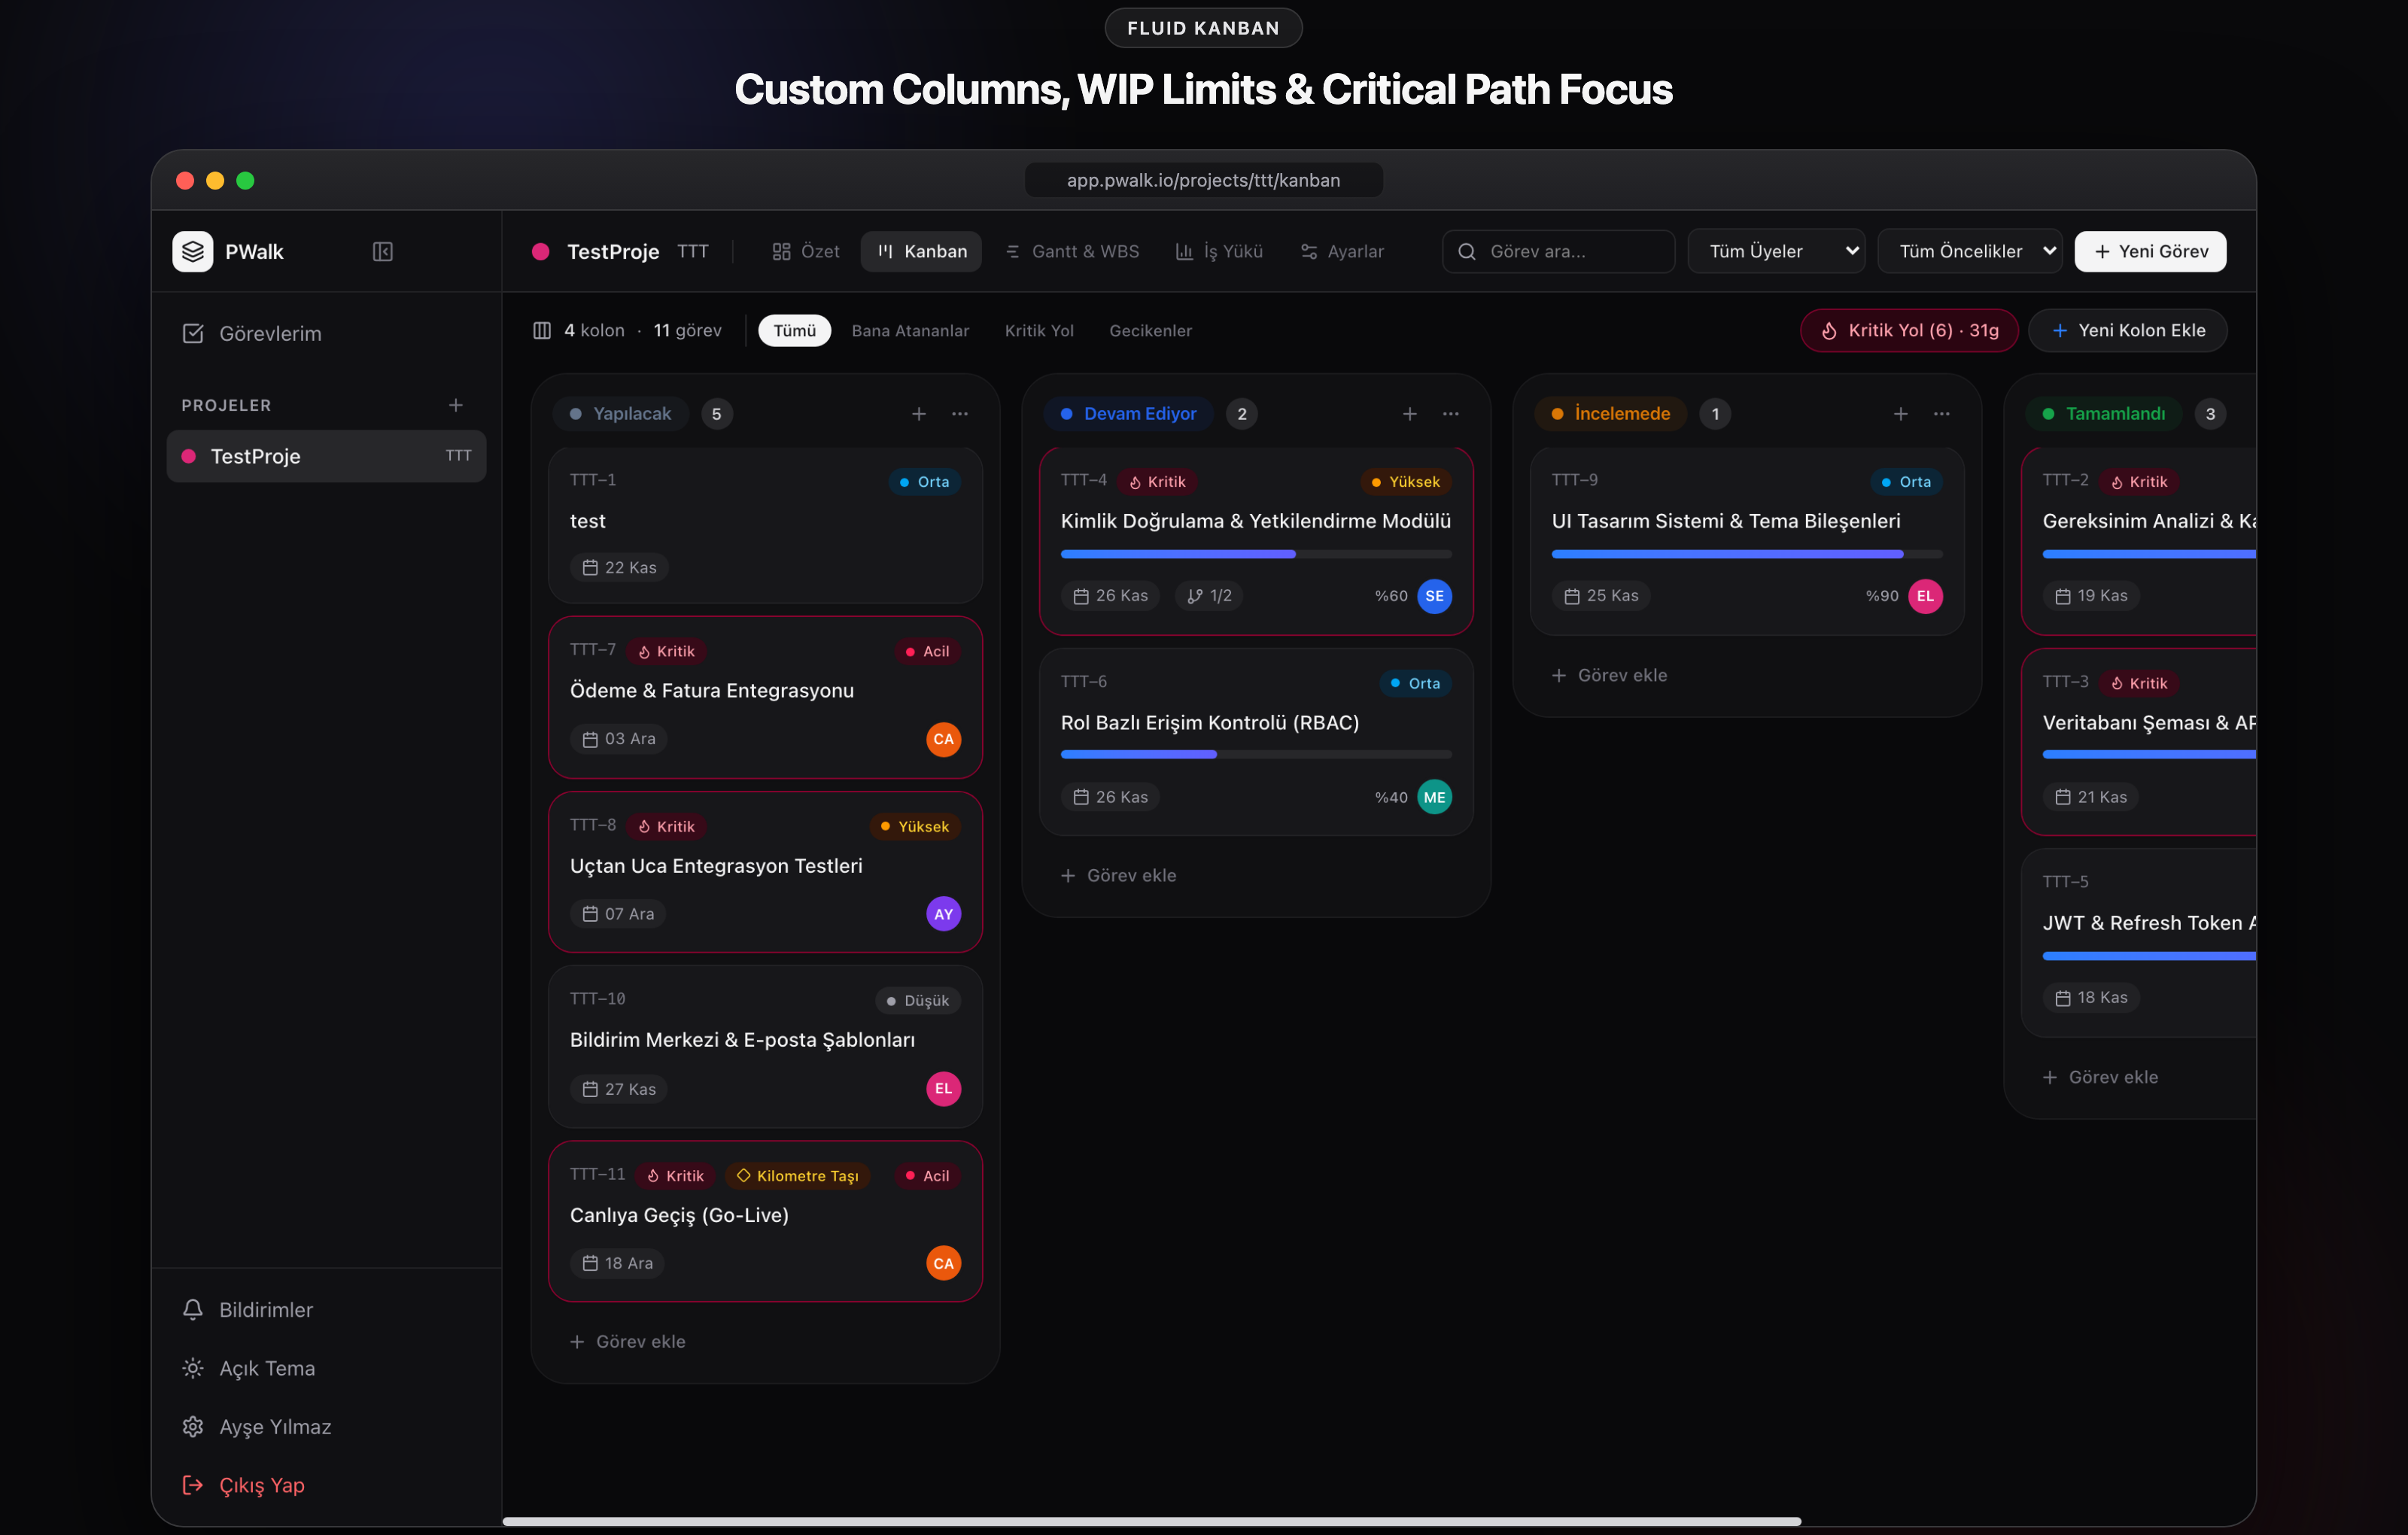 FLUID KANBAN
Custom Columns, WIP Limits & Critical Path Focus
app.pwalk.io/projects/ttt/kanban
PWalk
Görevlerim
PROJELER
TestProje TTT
Bildirimler
Açık Tema
Ayşe Yılmaz
Çıkış Yap
TestProje TTT Özet Kanban Gantt & WBS İş Yükü Ayarlar Görev ara... Tüm Üyeler Tüm Öncelikler + Yeni Görev
4 kolon · 11 görev Tümü Bana Atananlar Kritik Yol Gecikenler Kritik Yol (6) · 31g + Yeni Kolon Ekle
Yapılacak 5
TTT-1 Orta
test
22 Kas
TTT-7 Kritik Acil
Ödeme & Fatura Entegrasyonu
03 Ara CA
TTT-8 Kritik Yüksek
Uçtan Uca Entegrasyon Testleri
07 Ara AY
TTT-10 Düşük
Bildirim Merkezi & E-posta Şablonları
27 Kas EL
TTT-11 Kritik Kilometre Taşı Acil
Canlıya Geçiş (Go-Live)
18 Ara CA
+ Görev ekle
Devam Ediyor 2
TTT-4 Kritik Yüksek
Kimlik Doğrulama & Yetkilendirme Modülü
26 Kas 1/2 %60 SE
TTT-6 Orta
Rol Bazlı Erişim Kontrolü (RBAC)
26 Kas %40 ME
+ Görev ekle
İncelemede 1
TTT-9 Orta
UI Tasarım Sistemi & Tema Bileşenleri
25 Kas %90 EL
+ Görev ekle
Tamamlandı 3
TTT-2 Kritik
Gereksinim Analizi &
19 Kas
TTT-3 Kritik
Veritabanı Şeması &
21 Kas
TTT-5
JWT & Refresh Token
18 Kas
+ Görev ekle